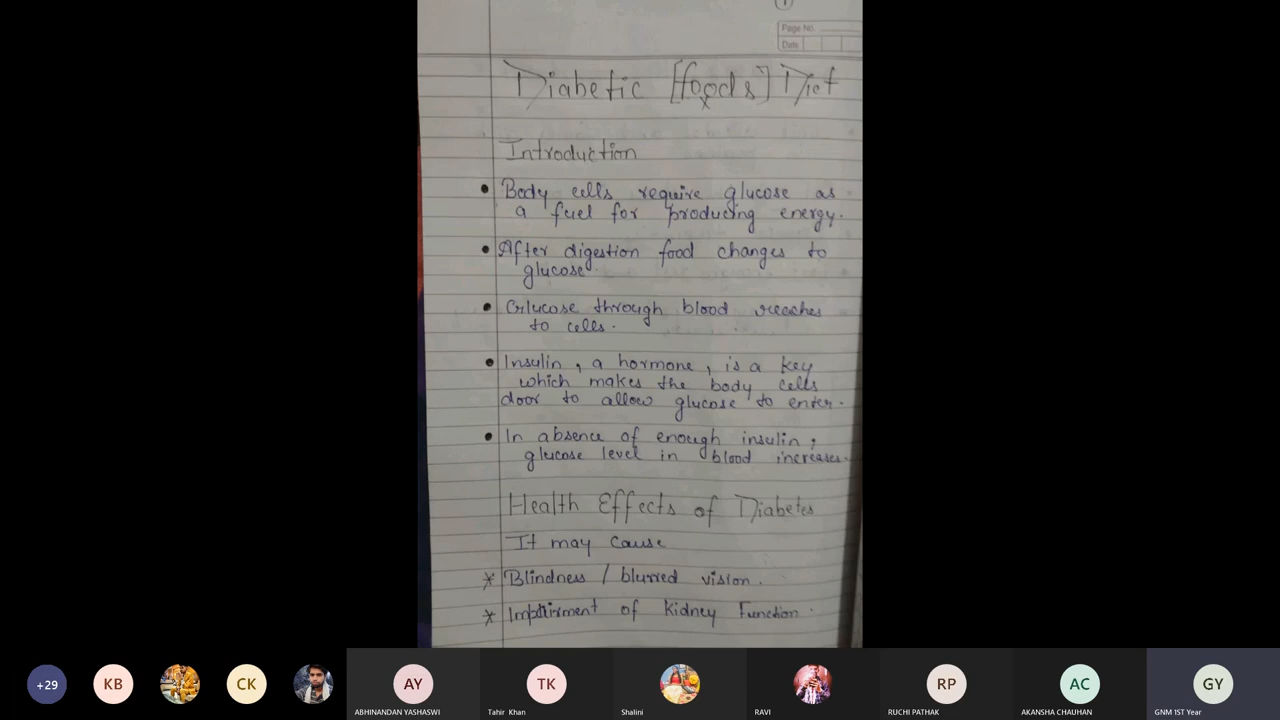 1
Page No.
Date
Diabetic [foods] Diet
Introduction
• Body cells require glucose as
a fuel for producing energy.
• After digestion food changes to
glucose.
• Glucose through blood reaches
to cells.
• Insulin, a hormone, is a key
which makes the body cells
door to allow glucose to enter.
• In absence of enough insulin,
glucose level in blood increases.
Health Effects of Diabetes
It may cause
* Blindness / blurred vision.
* Impairment of Kidney Function.
+29
KB
CK
AY
TK
RP
AC
GY
ABHINANDAN YASHASWI
Tahir Khan
Shalini
RAVI
RUCHI PATHAK
AKANSHA CHAUHAN
GNM 1ST Year